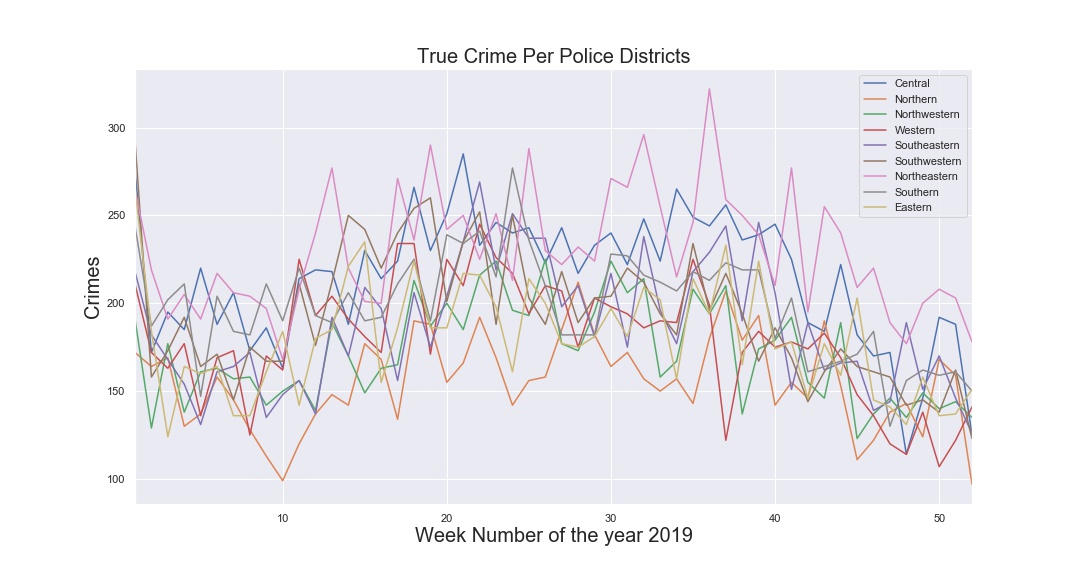 True Crime Per Police Districts
Crimes
300
250
200
150
100
Central
Northern
Northwestern
Western
Southeastern
Southwestern
Northeastern
Southern
Eastern
10 20 30 40 50
Week Number of the year 2019